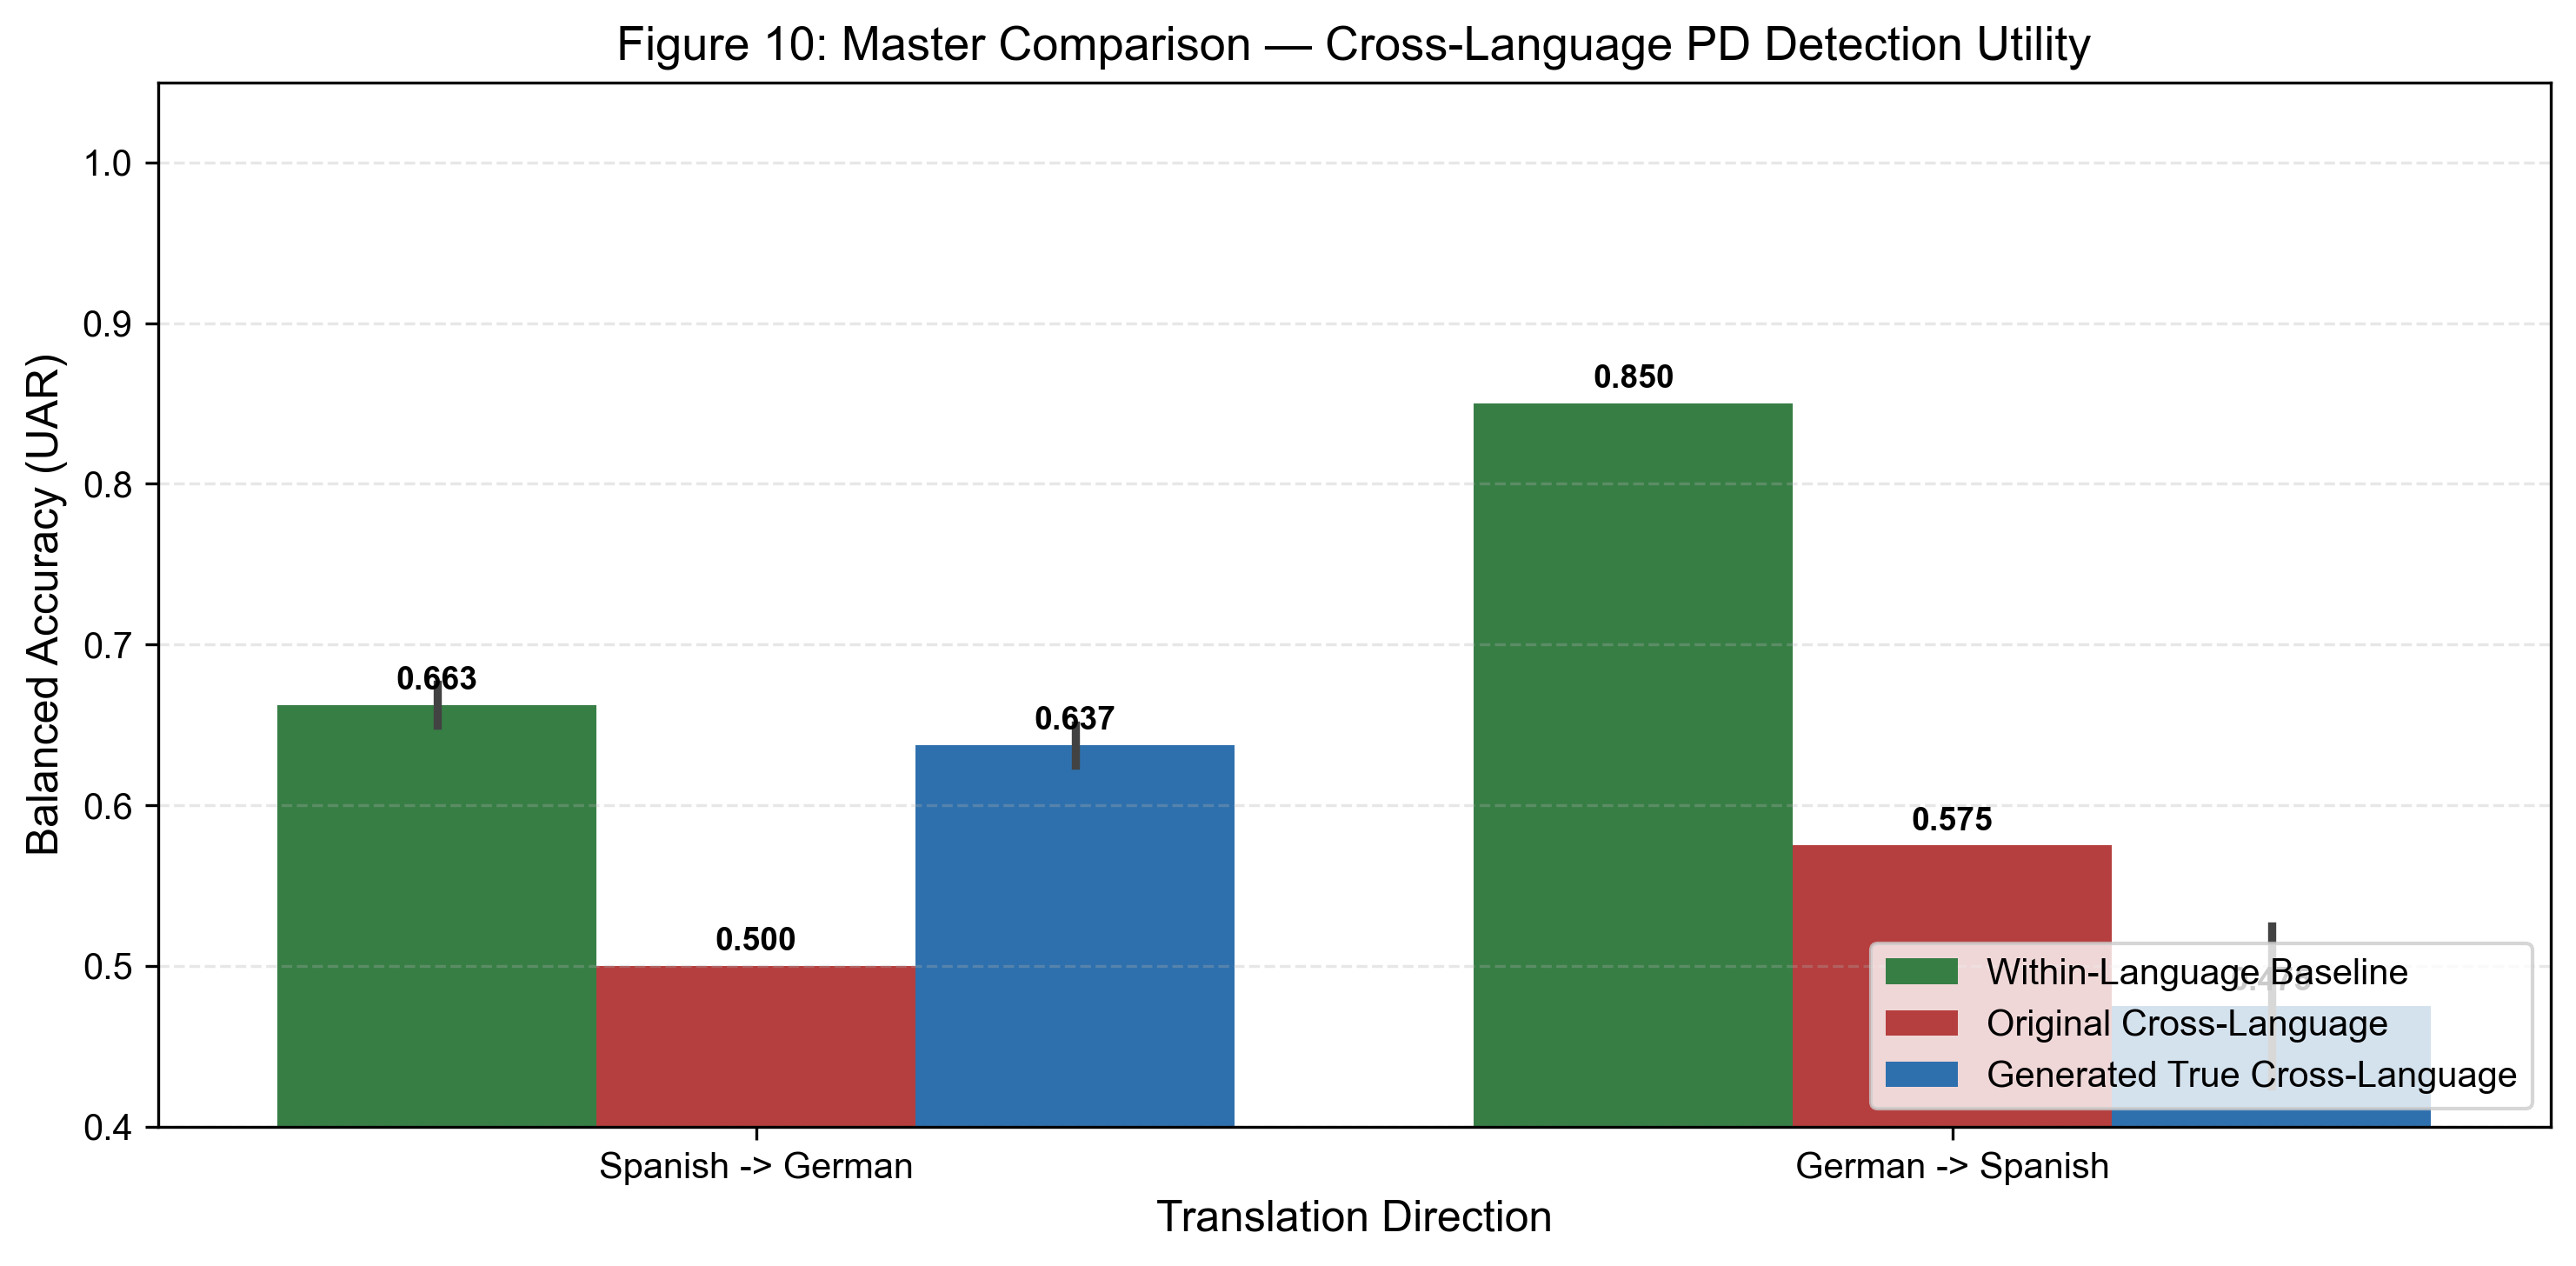 Figure 10: Master Comparison — Cross-Language PD Detection Utility
Balanced Accuracy (UAR)
1.0
0.9
0.8
0.7
0.6
0.5
0.4
0.663
0.500
0.637
0.850
0.575
Within-Language Baseline
Original Cross-Language
Generated True Cross-Language
Spanish -> German
German -> Spanish
Translation Direction